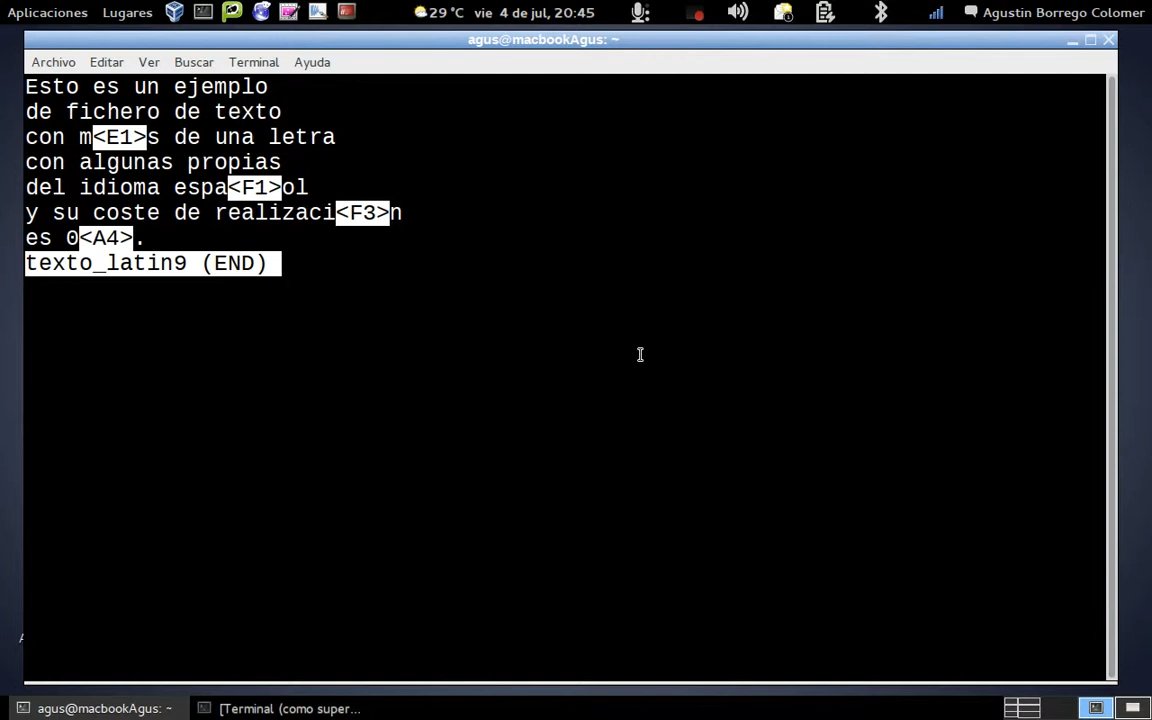 Aplicaciones Lugares 29 °C vie 4 de jul, 20:45 Agustin Borrego Colomer
agus@macbookAgus: ~
Archivo Editar Ver Buscar Terminal Ayuda
Esto es un ejemplo
de fichero de texto
con m<E1>s de una letra
con algunas propias
del idioma espa<F1>ol
y su coste de realizaci<F3>n
es 0<A4>.
texto_latin9 (END)
A
agus@macbookAgus: ~ [Terminal (como super...